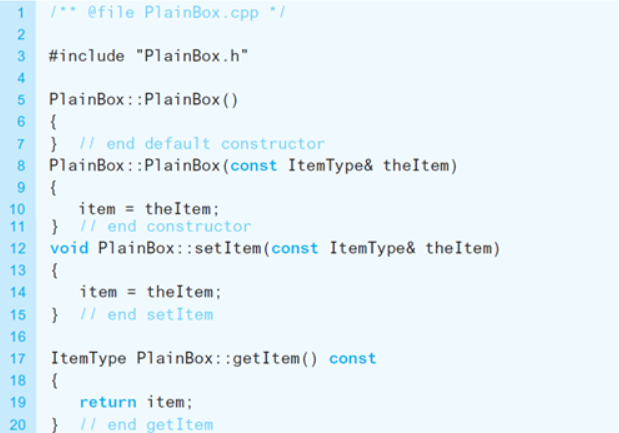 1 /** @file PlainBox.cpp */
2
3 #include "PlainBox.h"
4
5 PlainBox::PlainBox()
6 {
7 } // end default constructor
8 PlainBox::PlainBox(const ItemType& theItem)
9 {
10 item = theItem;
11 } // end constructor
12 void PlainBox::setItem(const ItemType& theItem)
13 {
14 item = theItem;
15 } // end setItem
16
17 ItemType PlainBox::getItem() const
18 {
19 return item;
20 } // end getItem